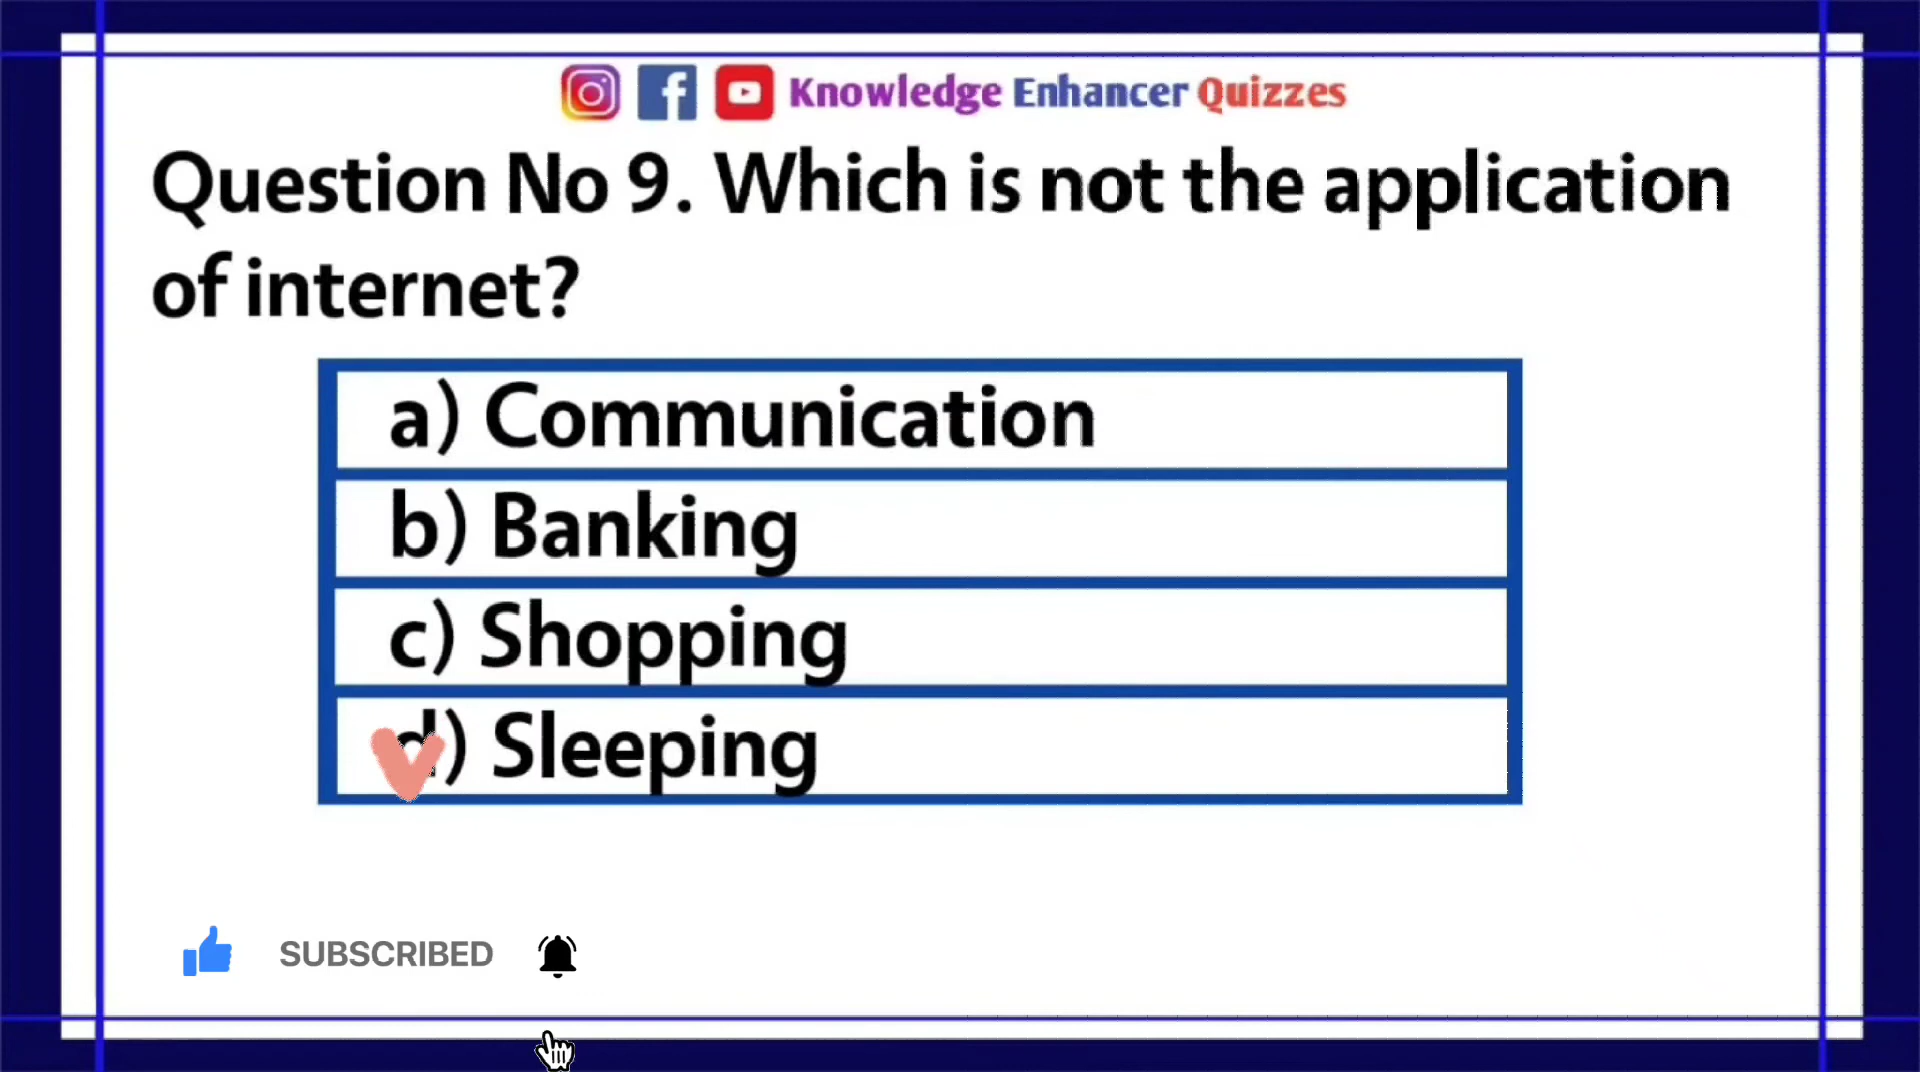 Knowledge Enhancer Quizzes
Question No 9. Which is not the application
of internet?
a) Communication
b) Banking
c) Shopping
d) Sleeping
SUBSCRIBED